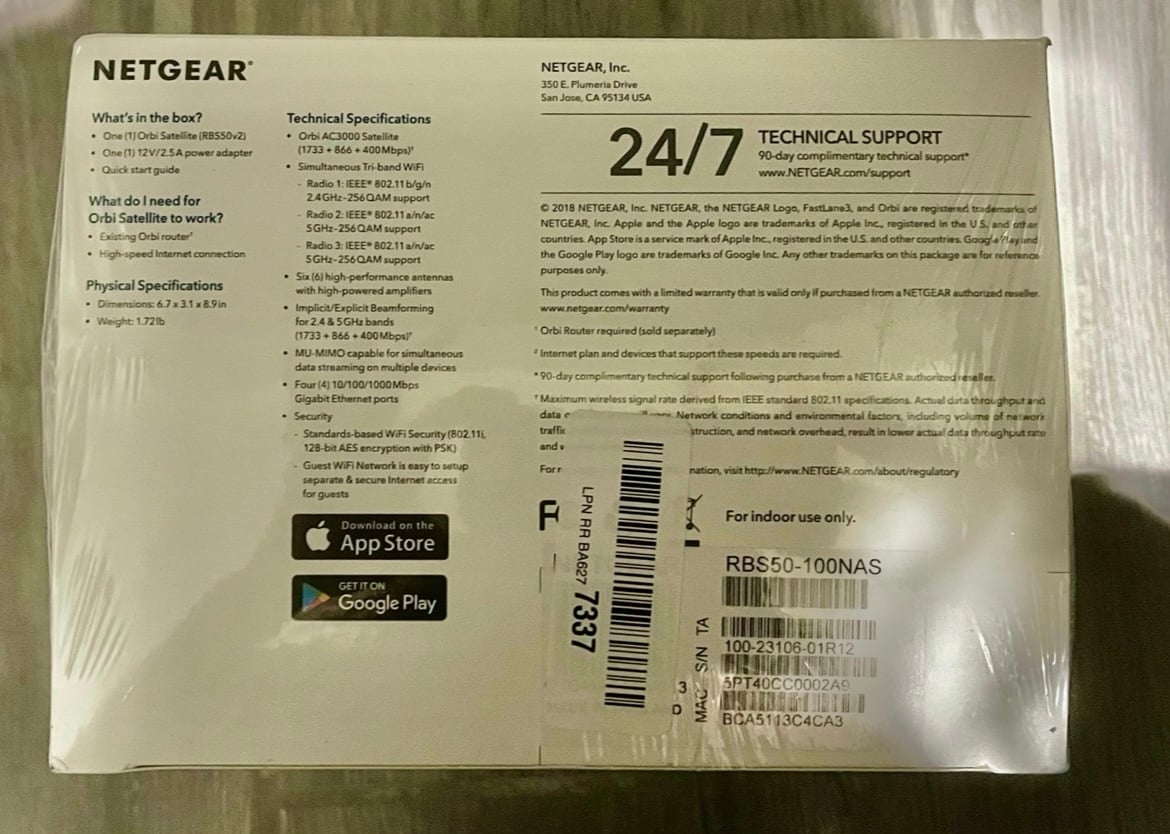 NETGEAR®
What's in the box?
• One (1) Orbi Satellite (RBS50v2)
• One (1) 12V/2.5A power adapter
• Quick start guide
What do I need for
Orbi Satellite to work?
• Existing Orbi router¹
• High-speed Internet connection
Physical Specifications
• Dimensions: 6.7 x 3.1 x 8.9 in
• Weight: 1.72 lb
Technical Specifications
• Orbi AC3000 Satellite
(1733 + 866 + 400Mbps)†
• Simultaneous Tri-band WiFi
- Radio 1: IEEE® 802.11 b/g/n
2.4GHz–256QAM support
- Radio 2: IEEE® 802.11 a/n/ac
5GHz–256QAM support
- Radio 3: IEEE® 802.11 a/n/ac
5GHz–256QAM support
• Six (6) high-performance antennas
with high-powered amplifiers
• Implicit/Explicit Beamforming
for 2.4 & 5GHz bands
(1733 + 866 + 400Mbps)†
• MU-MIMO capable for simultaneous
data streaming on multiple devices
• Four (4) 10/100/1000Mbps
Gigabit Ethernet ports
• Security
- Standards-based WiFi Security (802.11i,
128-bit AES encryption with PSK)
- Guest WiFi Network is easy to setup
separate & secure Internet access
for guests
Download on the
App Store
GET IT ON
Google Play
NETGEAR, Inc.
350 E. Plumeria Drive
San Jose, CA 95134 USA
24/7 TECHNICAL SUPPORT
90-day complimentary technical support*
www.NETGEAR.com/support
© 2018 NETGEAR, Inc. NETGEAR, the NETGEAR Logo, FastLane3, and Orbi are registered trademarks of
NETGEAR, Inc. Apple and the Apple logo are trademarks of Apple Inc., registered in the U.S. and other
countries. App Store is a service mark of Apple Inc., registered in the U.S. and other countries. Google Play and
the Google Play logo are trademarks of Google Inc. Any other trademarks on this package are for reference
purposes only.
This product comes with a limited warranty that is valid only if purchased from a NETGEAR authorized reseller.
www.netgear.com/warranty
¹ Orbi Router required (sold separately)
² Internet plan and devices that support these speeds are required.
* 90-day complimentary technical support following purchase from a NETGEAR authorized reseller.
† Maximum wireless signal rate derived from IEEE standard 802.11 specifications. Actual data throughput and
data Network conditions and environmental factors, including volume of network
traffic and network overhead, result in lower actual data throughput rate
and
For visit http://www.NETGEAR.com/about/regulatory
For indoor use only.
LPN RR BA627 7337
RBS50-100NAS
TA
100-23106-01R12
S/N
5PT40CC0002A9
MAC
BCA5113C4CA3